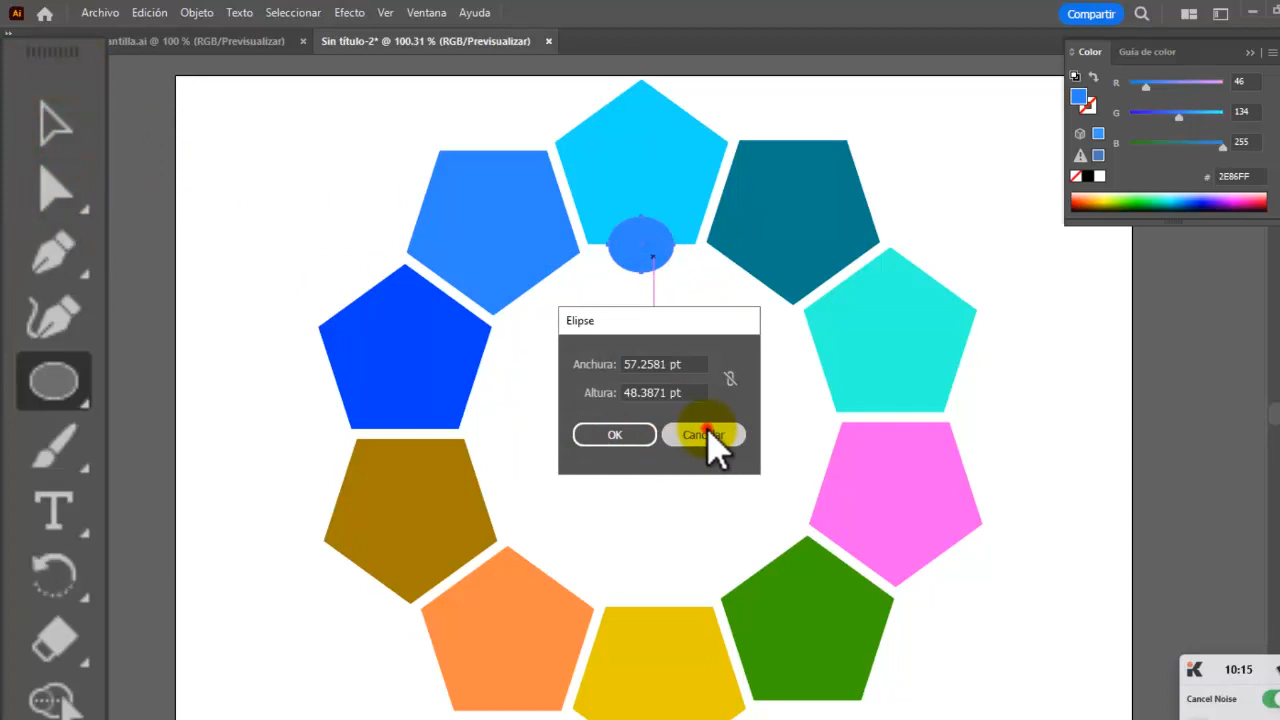 Ai Archivo Edición Objeto Texto Seleccionar Efecto Ver Ventana Ayuda Compartir
antilla.ai @ 100 % (RGB/Previsualizar) × Sin título-2* @ 100.31 % (RGB/Previsualizar) ×
Color Guía de color
R 46
G 134
B 255
# 2E86FF
Elipse
Anchura: 57.2581 pt
Altura: 48.3871 pt
OK Cancelar
T
10:15
Cancel Noise